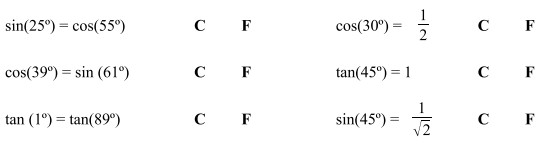 sin(25º) = cos(55º) C F cos(30º) = 1/2 C F
cos(39º) = sin (61º) C F tan(45º) = 1 C F
tan (1º) = tan(89º) C F sin(45º) = 1/√2 C F